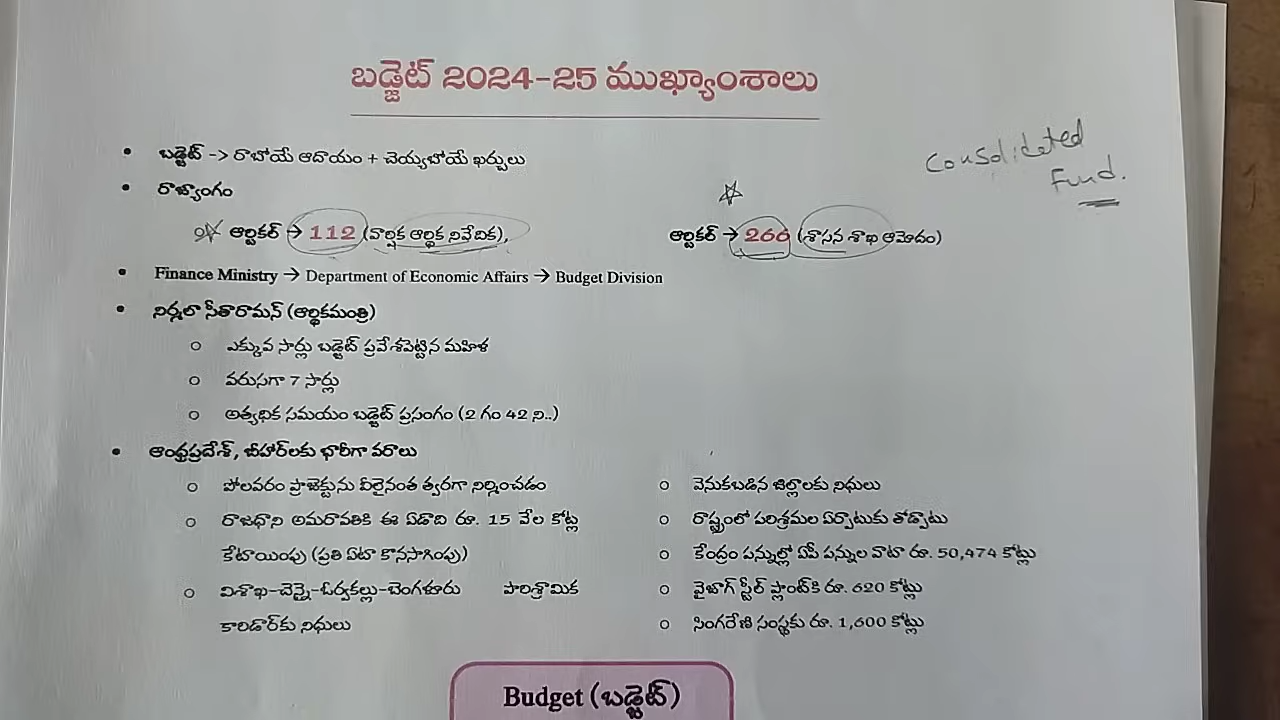 బడ్జెట్ 2024-25 ముఖ్యాంశాలు
Consolidated
Fund.
• బడ్జెట్ -> రాబోయే ఆదాయం + చెయ్యబోయే ఖర్చులు
• రాజ్యాంగం
ఆర్టికల్ → 112 (వార్షిక ఆర్థిక నివేదిక), ఆర్టికల్ → 266 (శాసన శాఖ ఆమోదం)
• Finance Ministry → Department of Economic Affairs → Budget Division
• నిర్మలా సీతారామన్ (ఆర్థికమంత్రి)
○ ఎక్కువ సార్లు బడ్జెట్ ప్రవేశపెట్టిన మహిళ
○ వరుసగా 7 సార్లు
○ అత్యధిక సమయం బడ్జెట్ ప్రసంగం (2 గం 42 ని..)
• ఆంధ్రప్రదేశ్, బీహార్‌లకు భారీగా వరాలు
○ పోలవరం ప్రాజెక్టును వీలైనంత త్వరగా నిర్మించడం
○ రాజధాని అమరావతికి ఈ ఏడాది రూ. 15 వేల కోట్ల
కేటాయింపు (ప్రతి ఏటా కొనసాగింపు)
○ విశాఖ-చెన్నై-ఓర్వకల్లు-బెంగళూరు పారిశ్రామిక
కారిడార్‌కు నిధులు
○ వెనుకబడిన జిల్లాలకు నిధులు
○ రాష్ట్రంలో పరిశ్రమల ఏర్పాటుకు తోడ్పాటు
○ కేంద్రం పన్నుల్లో ఏపీ పన్నుల వాటా రూ. 50,474 కోట్లు
○ వైజాగ్ స్టీల్ ప్లాంట్‌కి రూ. 620 కోట్లు
○ సింగరేణి సంస్థకు రూ. 1,600 కోట్లు
Budget (బడ్జెట్)